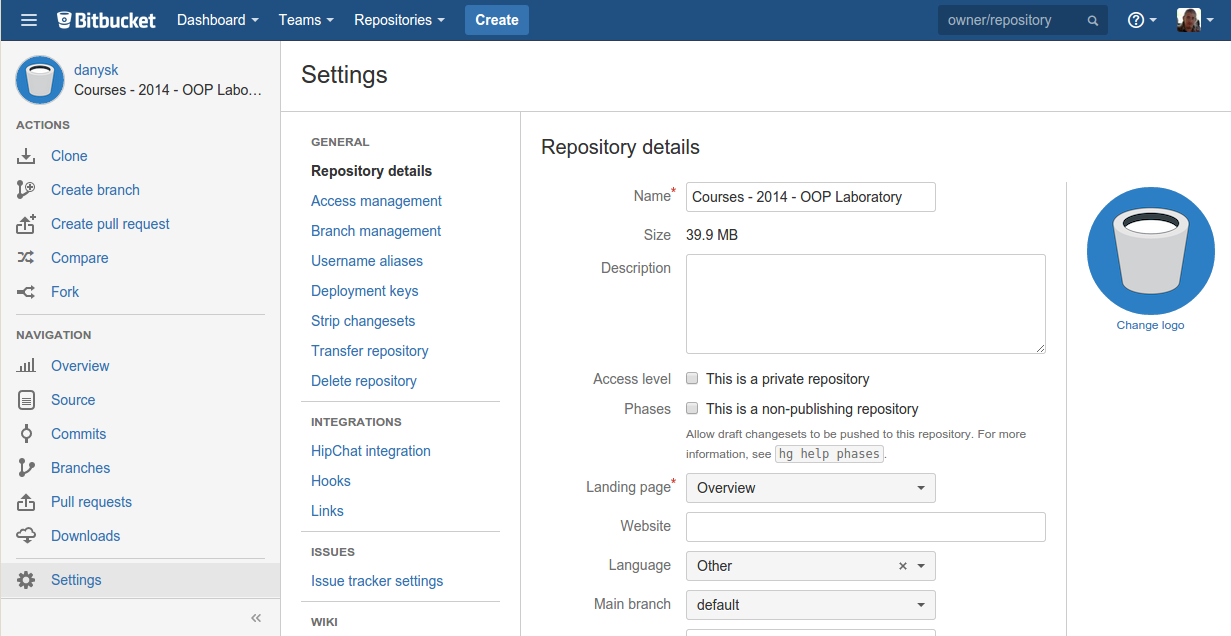 Bitbucket Dashboard Teams Repositories Create owner/repository
danysk
Courses - 2014 - OOP Labo…
ACTIONS
Clone
Create branch
Create pull request
Compare
Fork
NAVIGATION
Overview
Source
Commits
Branches
Pull requests
Downloads
Settings
Settings
GENERAL
Repository details
Access management
Branch management
Username aliases
Deployment keys
Strip changesets
Transfer repository
Delete repository
INTEGRATIONS
HipChat integration
Hooks
Links
ISSUES
Issue tracker settings
WIKI
Repository details
Name* Courses - 2014 - OOP Laboratory
Size 39.9 MB
Description
Access level This is a private repository
Phases This is a non-publishing repository
Allow draft changesets to be pushed to this repository. For more
information, see hg help phases.
Landing page* Overview
Website
Language Other
Main branch default
Change logo